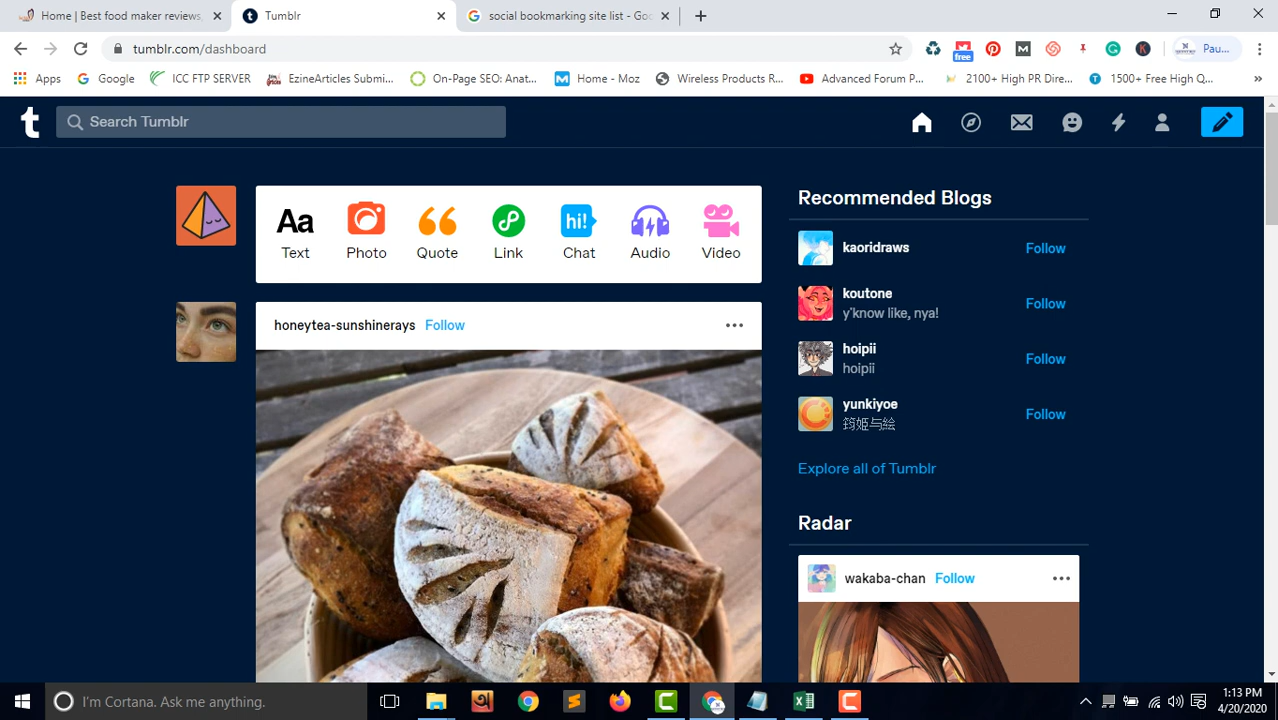 Home | Best food maker reviews,
Tumblr
social bookmarking site list - Goo
tumblr.com/dashboard
free
Pau...
Apps
Google
ICC FTP SERVER
EzineArticles Submi...
On-Page SEO: Anat...
Home - Moz
Wireless Products R...
Advanced Forum P...
2100+ High PR Dire...
1500+ Free High Q...
»
t
Search Tumblr
Aa
hi!
Text
Photo
Quote
Link
Chat
Audio
Video
honeytea-sunshinerays Follow
Recommended Blogs
kaoridraws
Follow
koutone
y'know like, nya!
Follow
hoipii
hoipii
Follow
yunkiyoe
筠姬与绘
Follow
Explore all of Tumblr
Radar
wakaba-chan Follow
I'm Cortana. Ask me anything.
1:13 PM
4/20/2020